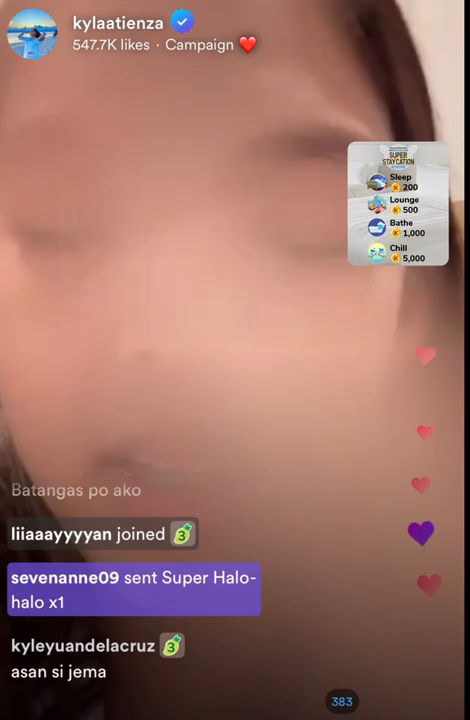 kylaatienza
547.7K likes · Campaign ❤️
SUPER
STAYCATION
Sleep
200
Lounge
500
Bathe
1,000
Chill
5,000
Batangas po ako
liiaaayyyyan joined 3
sevenanne09 sent Super Halo-
halo x1
kyleyuandelacruz 3
asan si jema
383